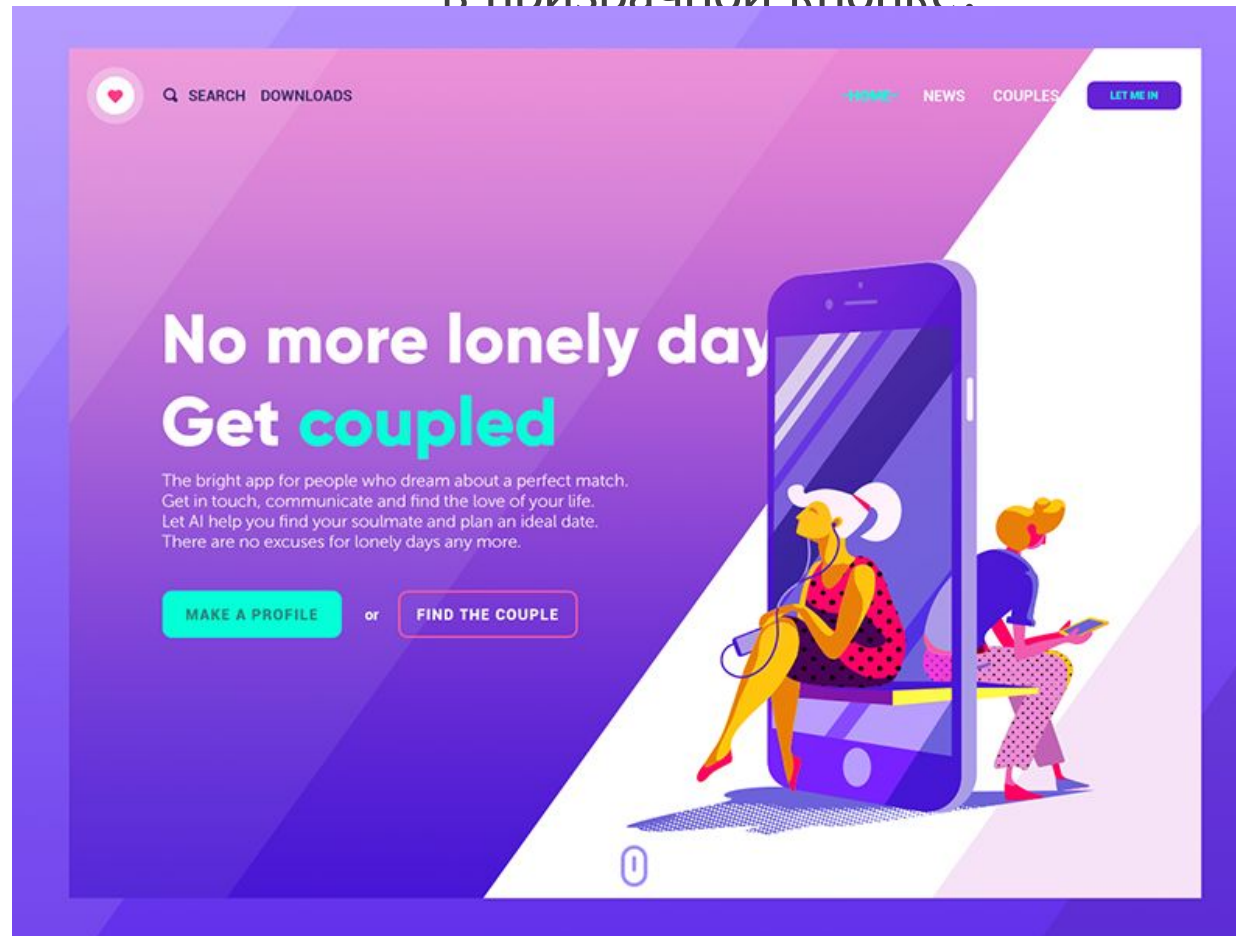 в призрачной кнопке.
SEARCH DOWNLOADS
HOME NEWS COUPLES LET ME IN
No more lonely day
Get coupled
The bright app for people who dream about a perfect match.
Get in touch, communicate and find the love of your life.
Let AI help you find your soulmate and plan an ideal date.
There are no excuses for lonely days any more.
MAKE A PROFILE or FIND THE COUPLE